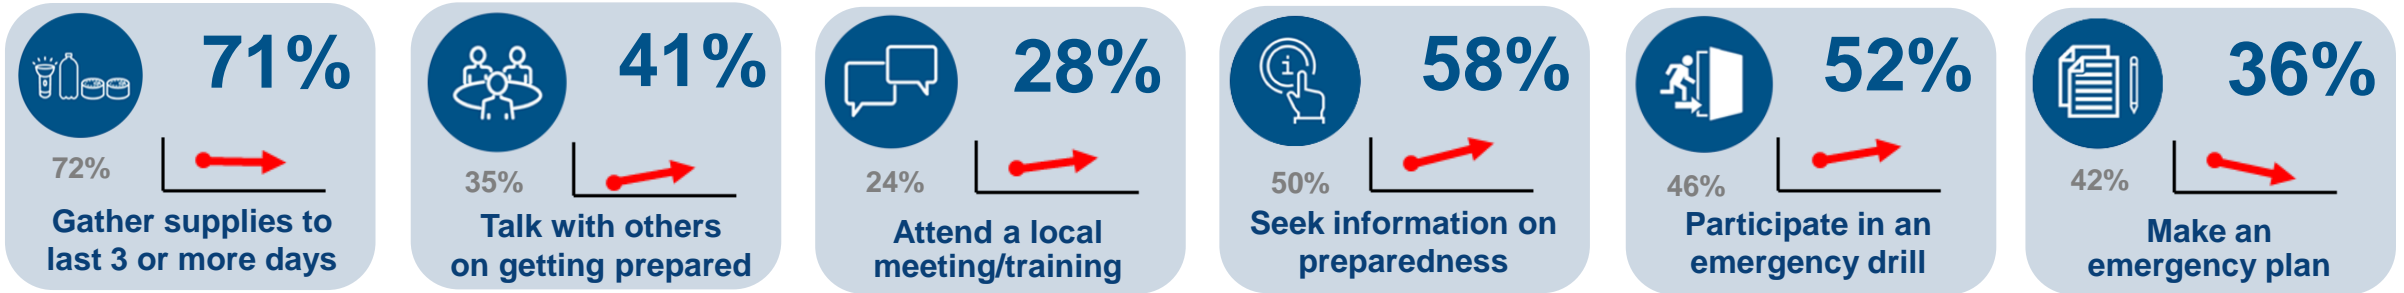 71%
72%
Gather supplies to
last 3 or more days
41%
35%
Talk with others
on getting prepared
28%
24%
Attend a local
meeting/training
i
58%
50%
Seek information on
preparedness
52%
46%
Participate in an
emergency drill
36%
42%
Make an
emergency plan